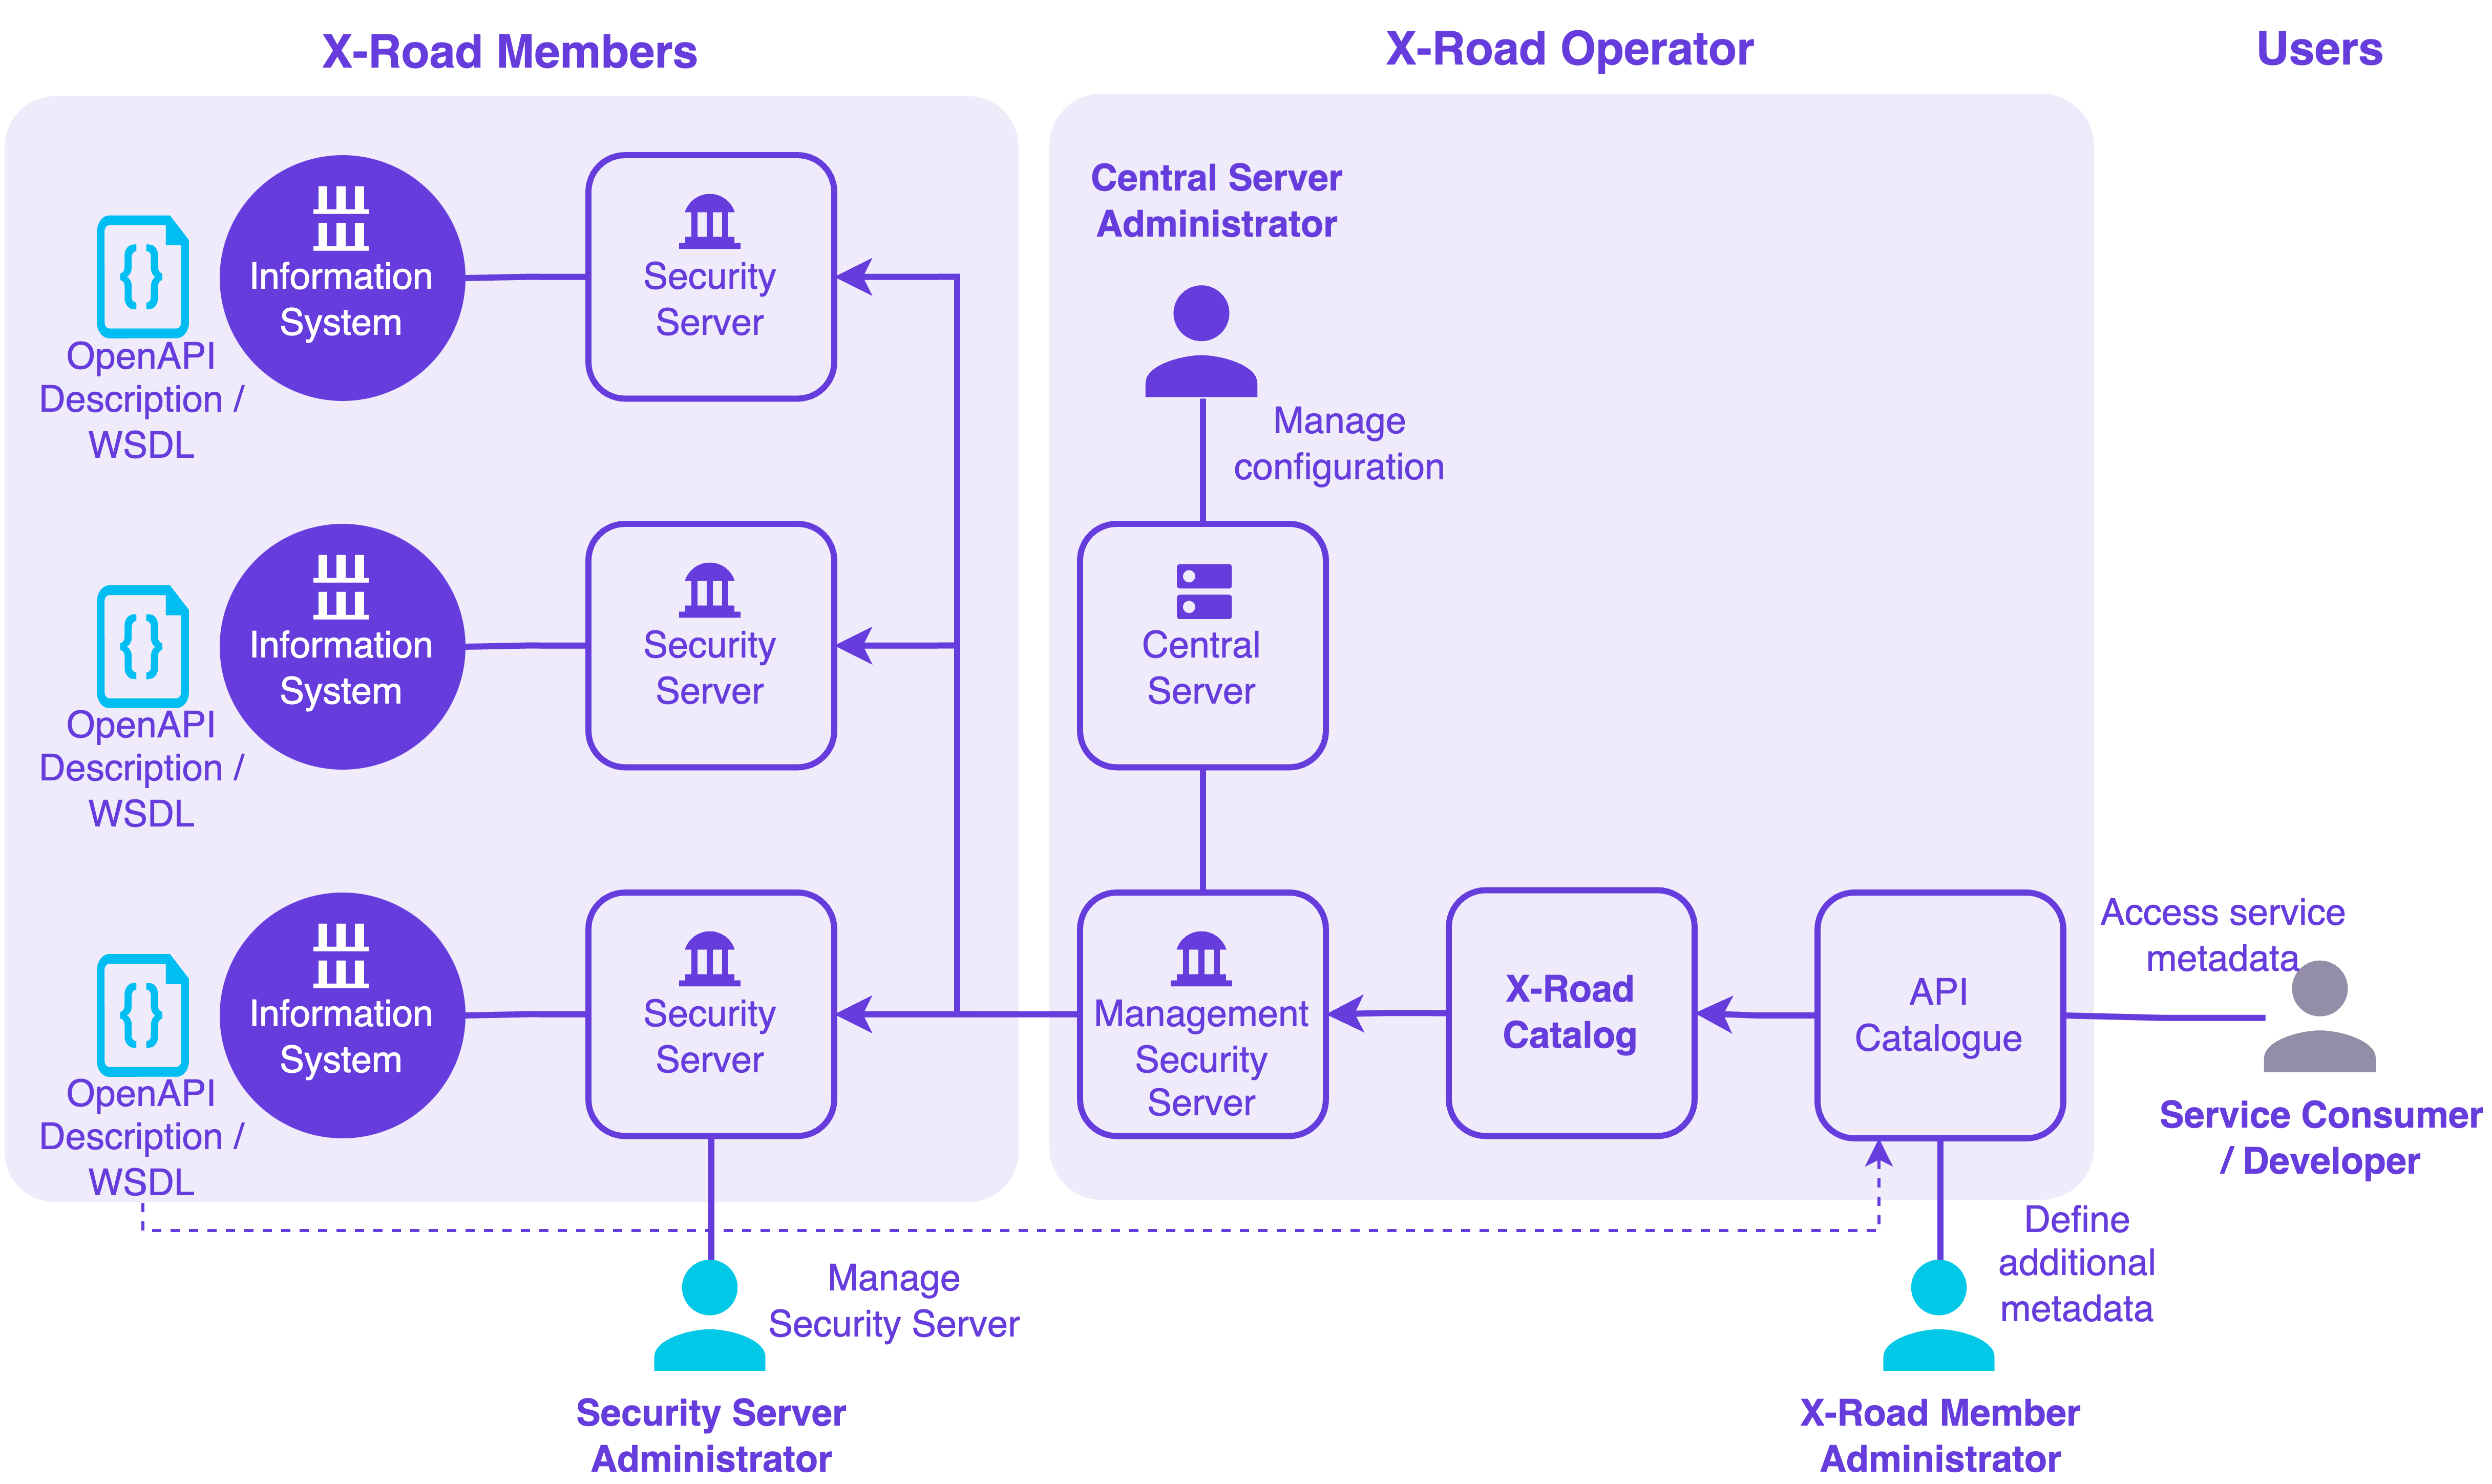 X-Road Members
X-Road Operator
Users
OpenAPI
Description /
WSDL
Information
System
Security
Server
OpenAPI
Description /
WSDL
Information
System
Security
Server
OpenAPI
Description /
WSDL
Information
System
Security
Server
Manage
Security Server
Security Server
Administrator
Central Server
Administrator
Manage
configuration
Central
Server
Management
Security
Server
X-Road
Catalog
API
Catalogue
Access service
metadata
Service Consumer
/ Developer
Define
additional
metadata
X-Road Member
Administrator